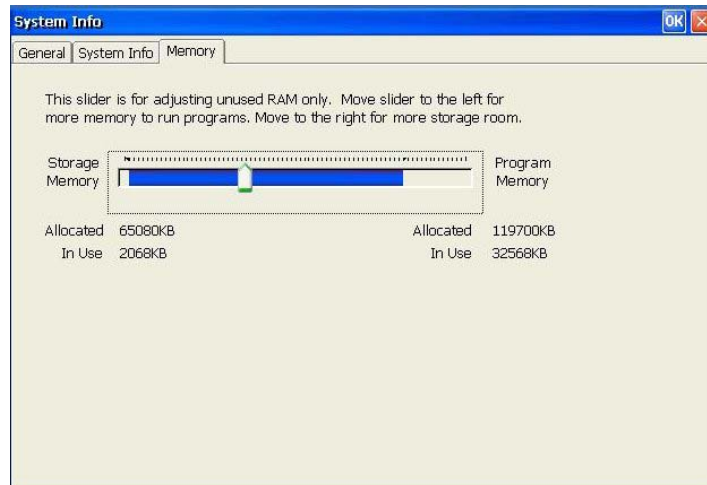 System Info OK
General System Info Memory
This slider is for adjusting unused RAM only. Move slider to the left for
more memory to run programs. Move to the right for more storage room.
Storage Program
Memory Memory
Allocated 65080KB Allocated 119700KB
In Use 2068KB In Use 32568KB